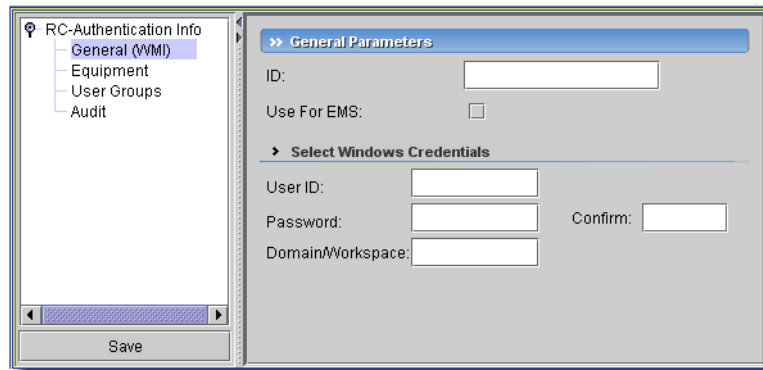 RC-Authentication Info
General (WMI)
Equipment
User Groups
Audit
Save
>> General Parameters
ID:
Use For EMS:
Select Windows Credentials
User ID:
Password:
Confirm:
Domain/Workspace: